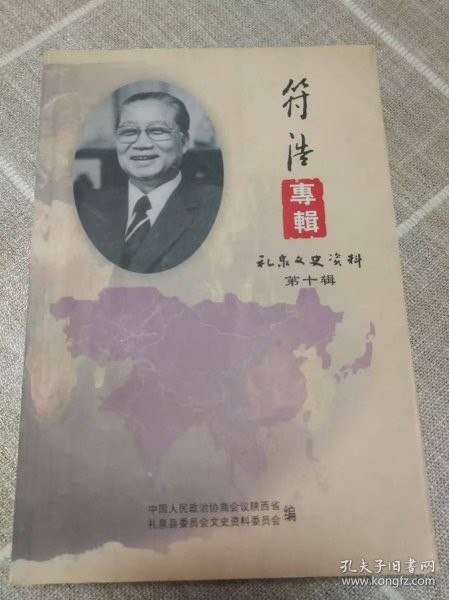 符浩
專輯
礼泉文史资料
第十辑
中国人民政治协商会议陕西省
礼泉县委员会文史资料委员会
编
孔夫子旧书网
www.kongfz.com